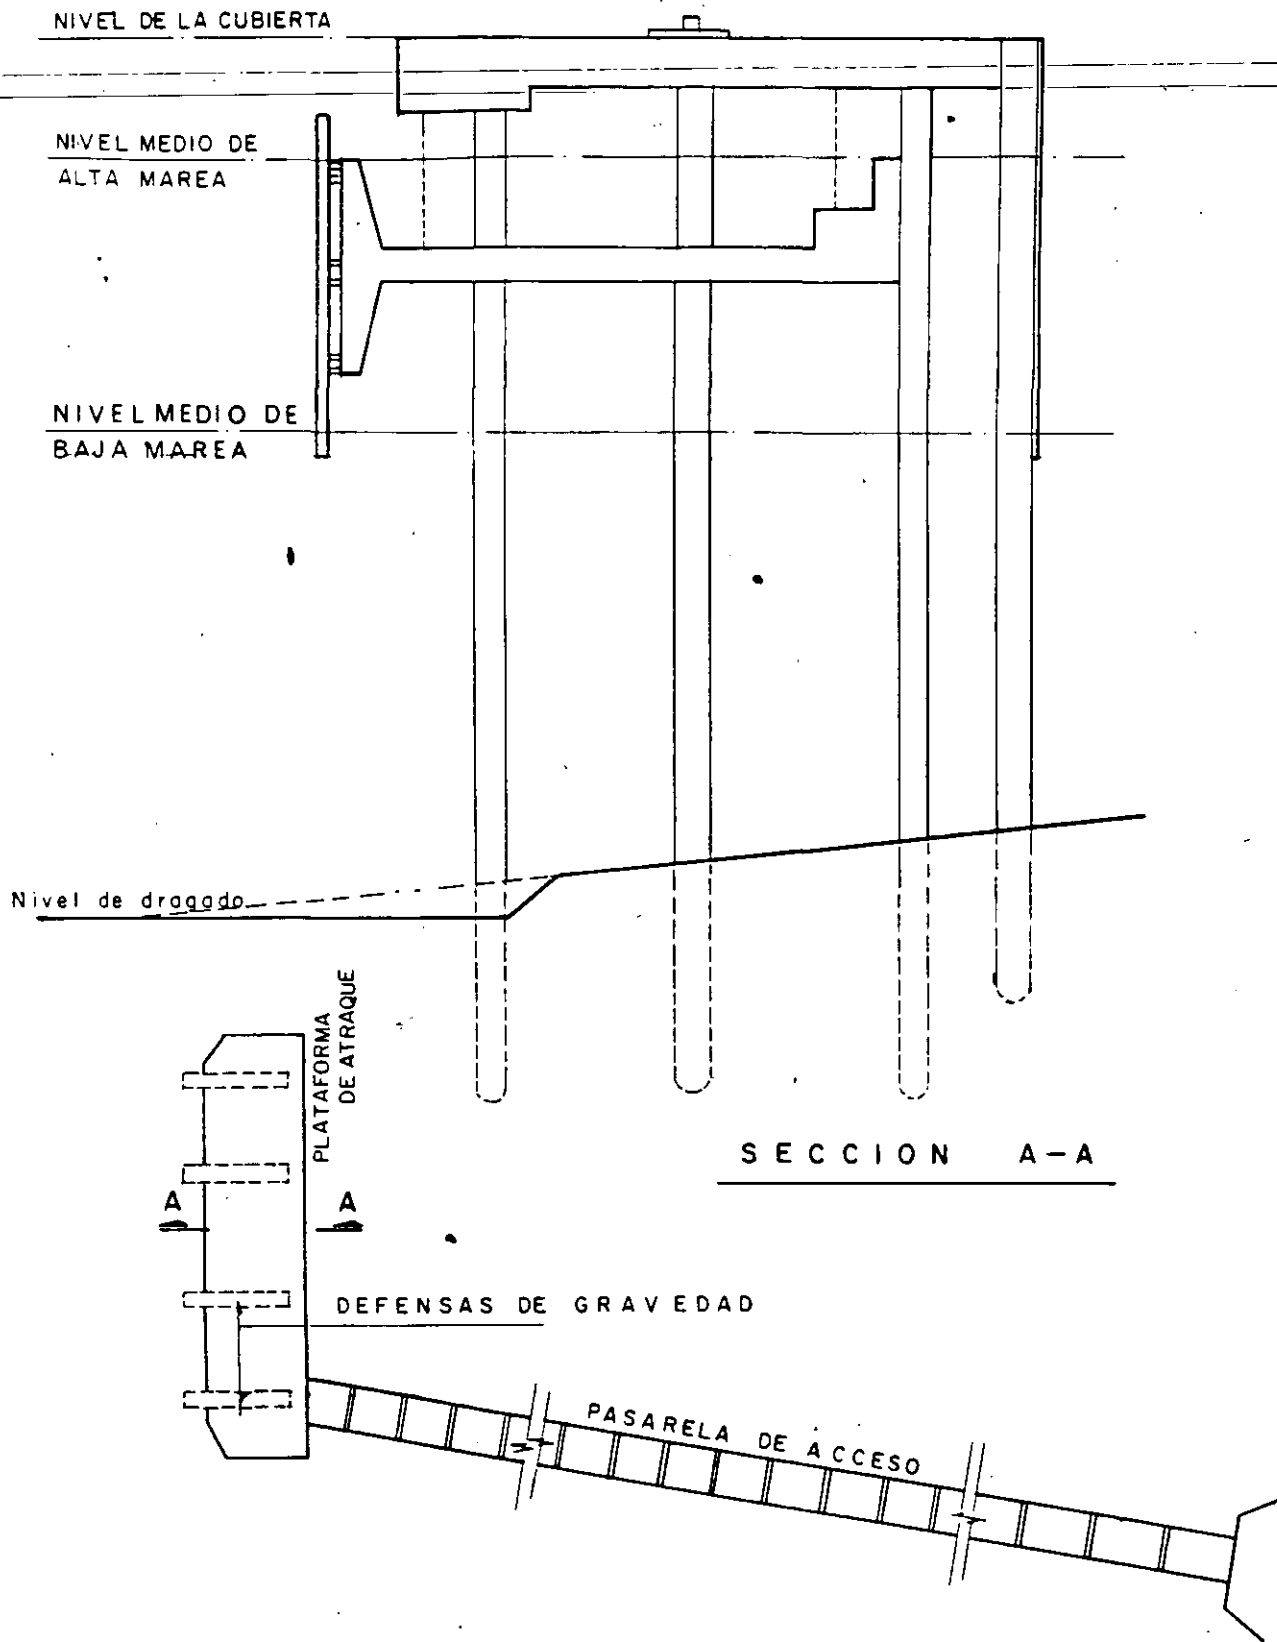 NIVEL DE LA CUBIERTA
NIVEL MEDIO DE
ALTA MAREA
NIVEL MEDIO DE
BAJA MAREA
Nivel de dragado
PLATAFORMA
DE ATRAQUE
SECCION A-A
A A
DEFENSAS DE GRAVEDAD
PASARELA DE ACCESO